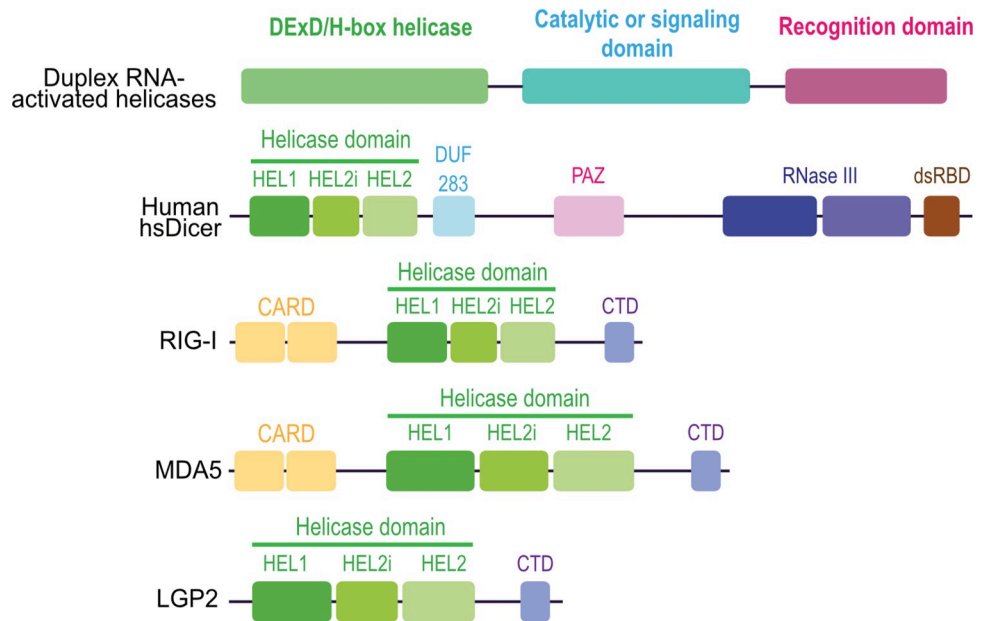 DExD/H-box helicase
Catalytic or signaling
domain
Recognition domain
Duplex RNA-
activated helicases
Helicase domain
HEL1 HEL2i HEL2
DUF
283
PAZ
RNase III
dsRBD
Human
hsDicer
Helicase domain
CARD
HEL1 HEL2i HEL2
CTD
RIG-I
Helicase domain
CARD
HEL1 HEL2i HEL2
CTD
MDA5
Helicase domain
HEL1 HEL2i HEL2
CTD
LGP2